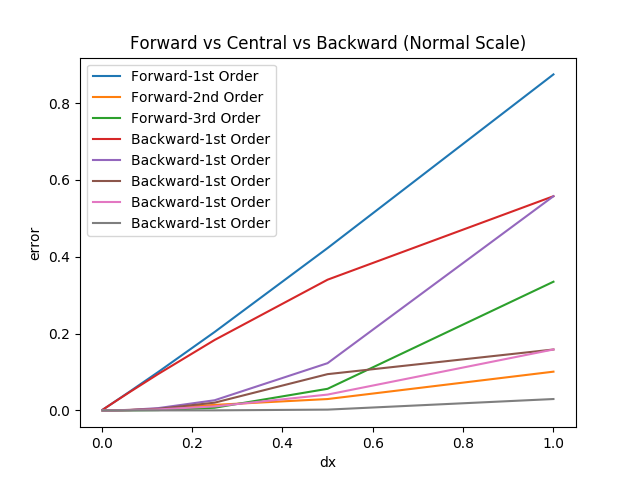 Forward vs Central vs Backward (Normal Scale)
Forward-1st Order
Forward-2nd Order
Forward-3rd Order
Backward-1st Order
Backward-1st Order
Backward-1st Order
Backward-1st Order
Backward-1st Order
0.8
0.6
0.4
0.2
0.0
error
0.0 0.2 0.4 0.6 0.8 1.0
dx